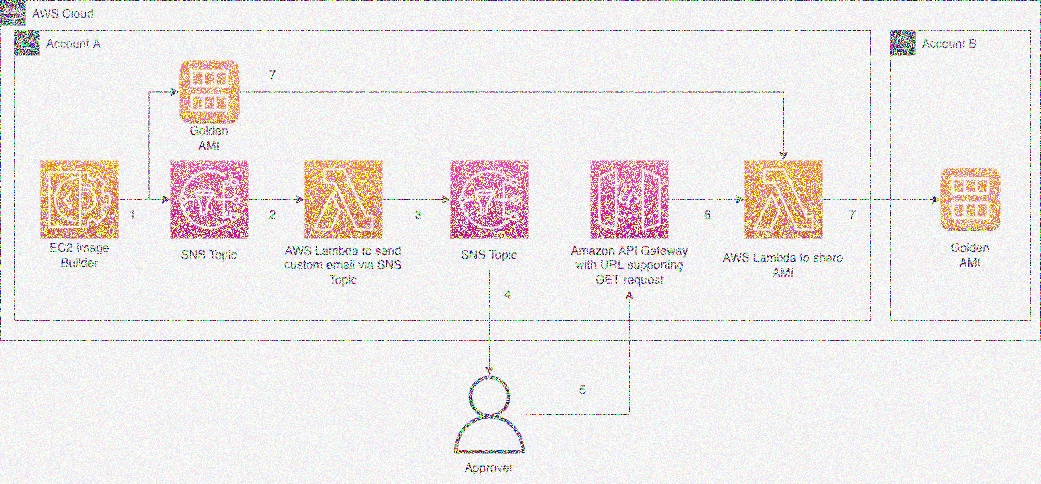 AWS Cloud
Account A
Account B
7
Golden
AMI
1
2
3
6
7
EC2 Image
Builder
SNS Topic
AWS Lambda to send
custom email via SNS
Topic
SNS Topic
Amazon API Gateway
with URL supporting
GET request
AWS Lambda to share
AMI
Golden
AMI
4
5
Approver